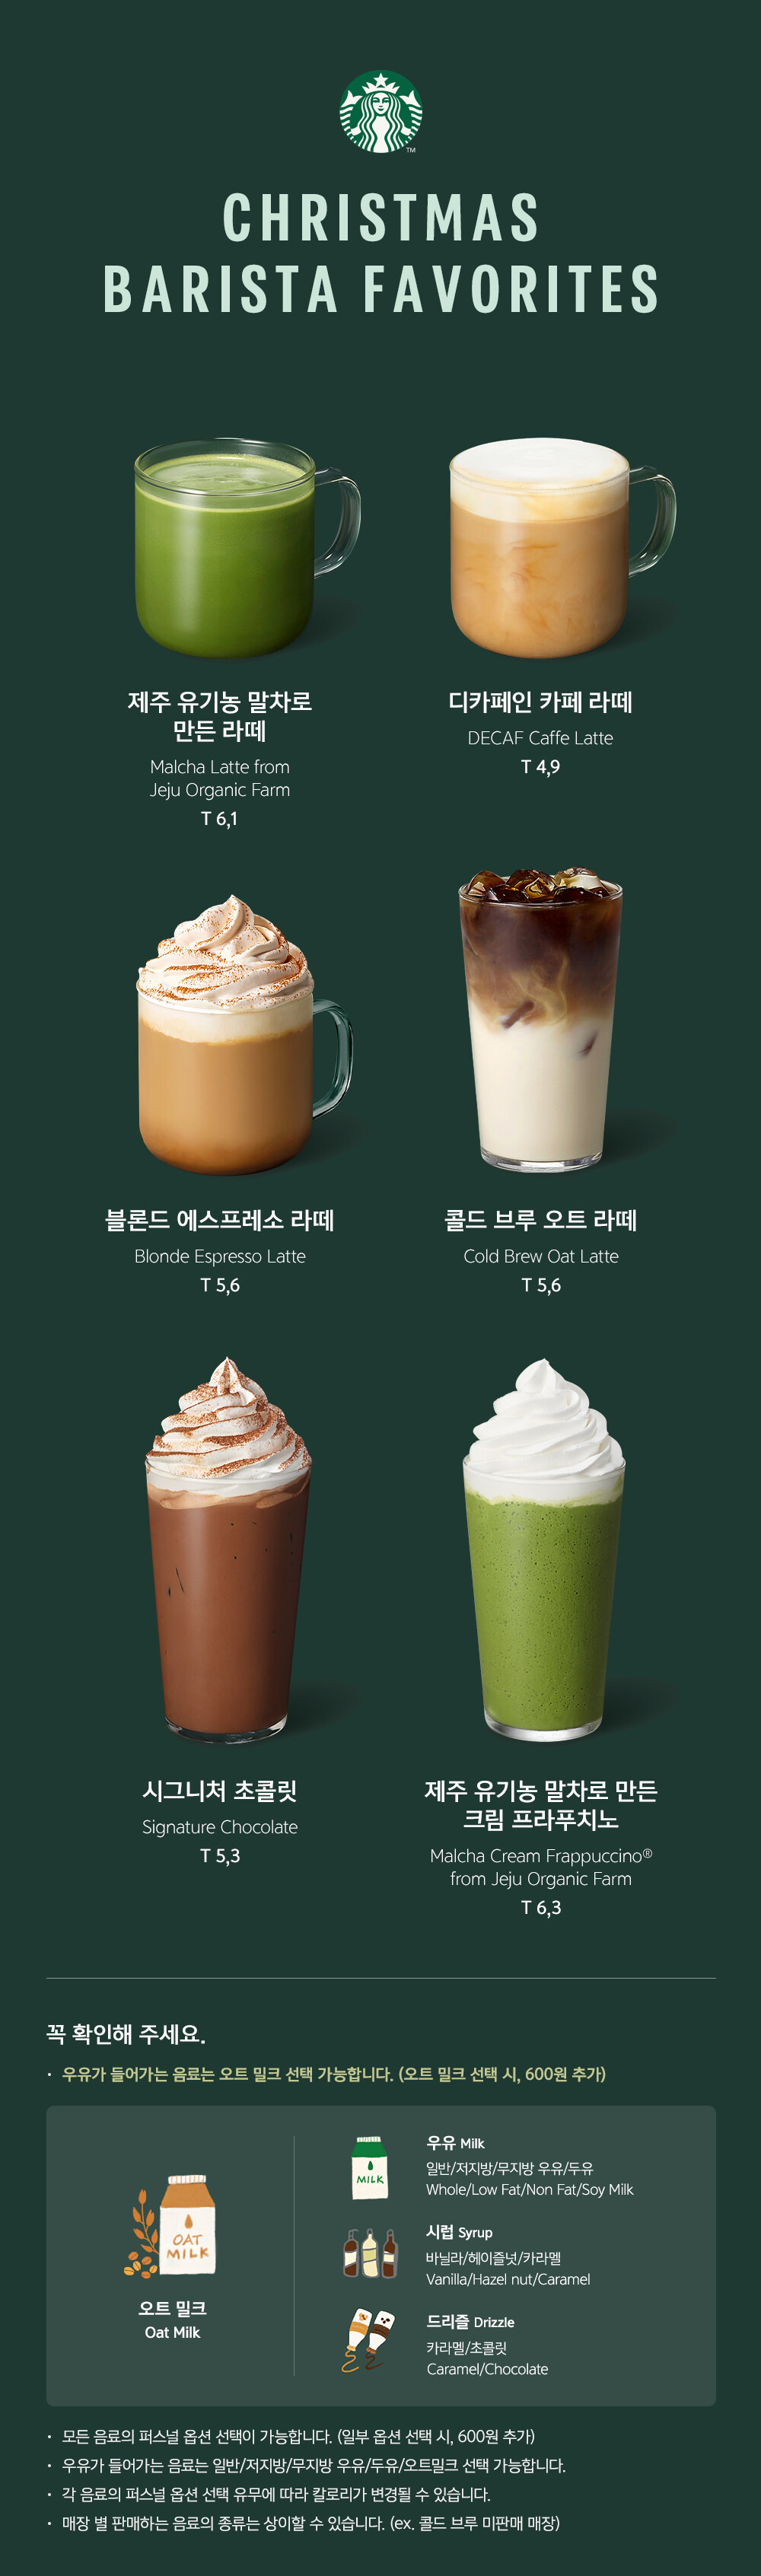 TM
CHRISTMAS
BARISTA FAVORITES
제주 유기농 말차로
만든 라떼
Malcha Latte from
Jeju Organic Farm
T 6,1
디카페인 카페 라떼
DECAF Caffe Latte
T 4,9
블론드 에스프레소 라떼
Blonde Espresso Latte
T 5,6
콜드 브루 오트 라떼
Cold Brew Oat Latte
T 5,6
시그니처 초콜릿
Signature Chocolate
T 5,3
제주 유기농 말차로 만든
크림 프라푸치노
Malcha Cream Frappuccino®
from Jeju Organic Farm
T 6,3
꼭 확인해 주세요.
• 우유가 들어가는 음료는 오트 밀크 선택 가능합니다. (오트 밀크 선택 시, 600원 추가)
OAT
MILK
오트 밀크
Oat Milk
MILK
우유 Milk
일반/저지방/무지방 우유/두유
Whole/Low Fat/Non Fat/Soy Milk
시럽 Syrup
바닐라/헤이즐넛/카라멜
Vanilla/Hazel nut/Caramel
드리즐 Drizzle
카라멜/초콜릿
Caramel/Chocolate
• 모든 음료의 퍼스널 옵션 선택이 가능합니다. (일부 옵션 선택 시, 600원 추가)
• 우유가 들어가는 음료는 일반/저지방/무지방 우유/두유/오트밀크 선택 가능합니다.
• 각 음료의 퍼스널 옵션 선택 유무에 따라 칼로리가 변경될 수 있습니다.
• 매장 별 판매하는 음료의 종류는 상이할 수 있습니다. (ex. 콜드 브루 미판매 매장)